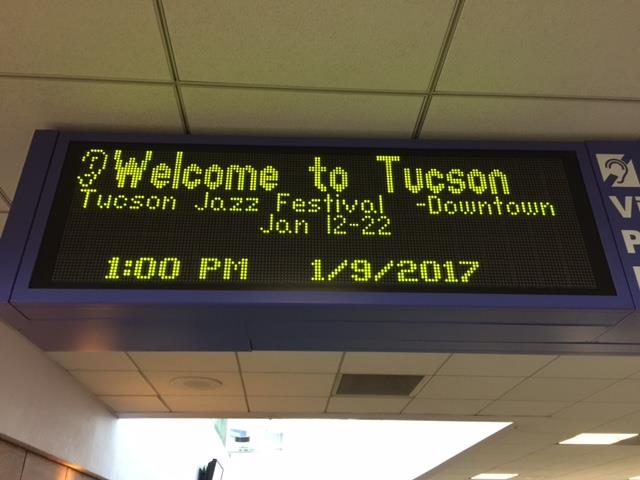 Welcome to Tucson
Tucson Jazz Festival -Downtown
Jan 12-22
1:00 PM 1/9/2017